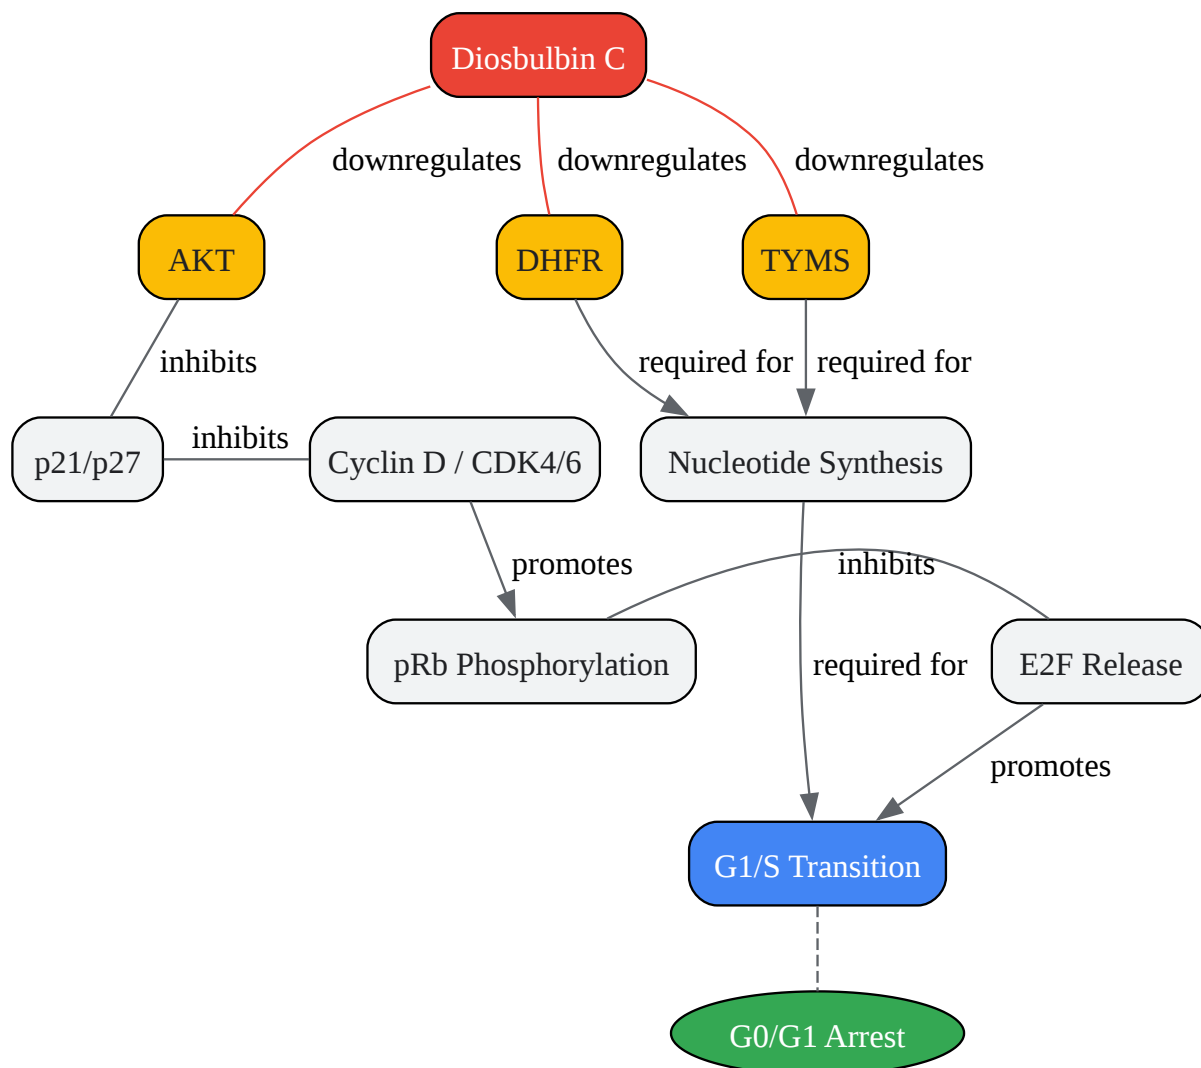 Diosbulbin C
downregulates
downregulates
downregulates
AKT
DHFR
TYMS
inhibits
required for
required for
p21/p27
inhibits
Cyclin D / CDK4/6
Nucleotide Synthesis
promotes
inhibits
pRb Phosphorylation
required for
E2F Release
promotes
G1/S Transition
G0/G1 Arrest